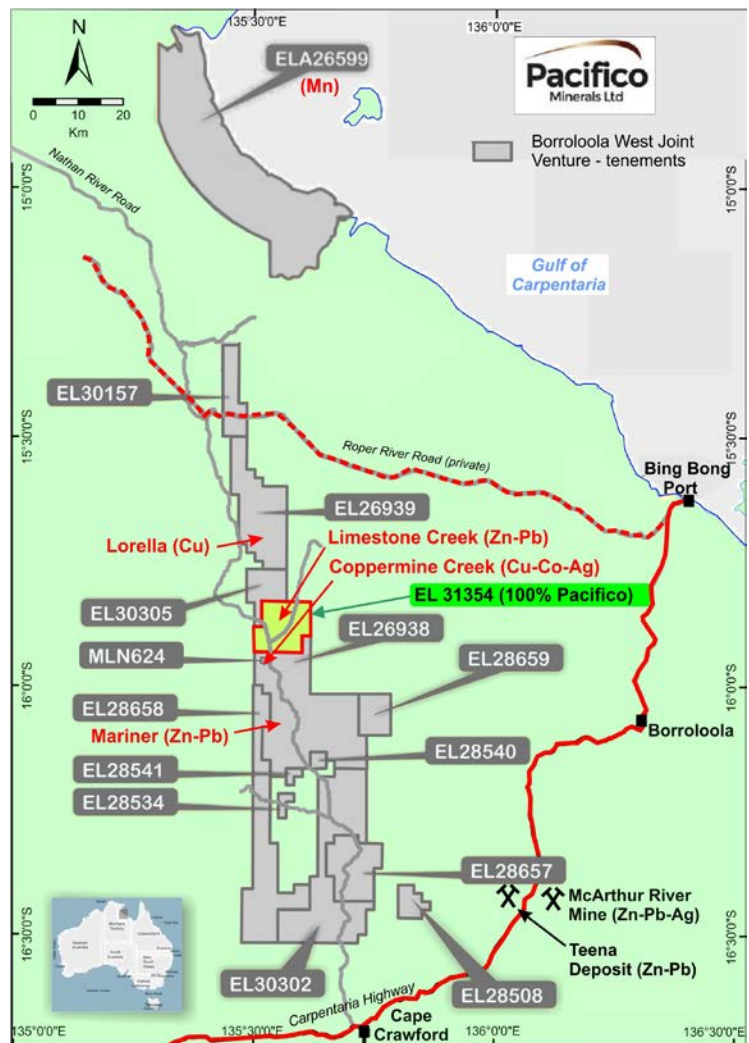 135°30'0"E
136°0'0"E
N
0
10
20
Km
ELA26599
(Mn)
Pacifico
Minerals Ltd
Borroloola West Joint
Venture - tenements
Nathan River Road
15°0'0"S
15°0'0"S
Gulf of
Carpentaria
EL30157
15°30'0"S
15°30'0"S
Roper River Road (private)
Bing Bong
Port
EL26939
Lorella (Cu)
Limestone Creek (Zn-Pb)
Coppermine Creek (Cu-Co-Ag)
EL 31354 (100% Pacifico)
EL30305
EL26938
MLN624
EL28659
16°0'0"S
16°0'0"S
EL28658
Mariner (Zn-Pb)
Borroloola
EL28540
EL28541
EL28534
EL28657
McArthur River
Mine (Zn-Pb-Ag)
Teena
Deposit (Zn-Pb)
16°30'0"S
16°30'0"S
EL30302
EL28508
Carpentaria Highway
Cape
Crawford
135°0'0"E
135°30'0"E
136°0'0"E